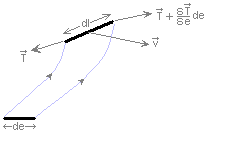 dl
T⃗ + δT⃗/δe de
T⃗
V⃗
←de→